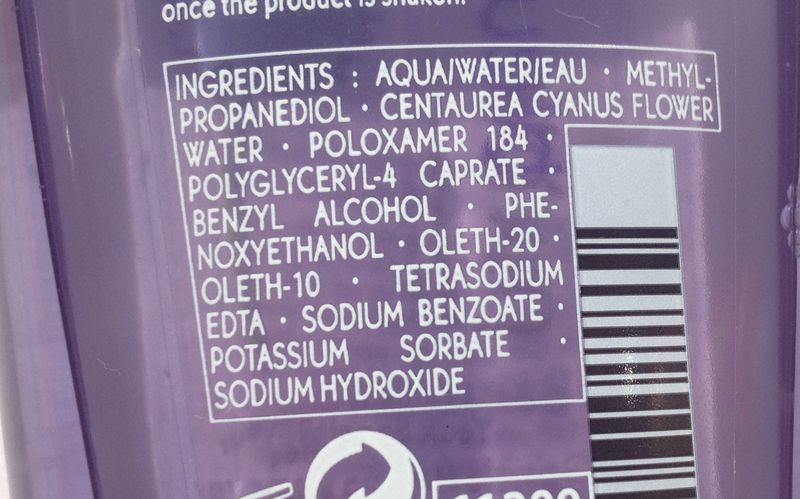 once the product is shaken.
INGREDIENTS : AQUA/WATER/EAU · METHYL-
PROPANEDIOL · CENTAUREA CYANUS FLOWER
WATER · POLOXAMER 184 ·
POLYGLYCERYL-4 CAPRATE ·
BENZYL ALCOHOL · PHE-
NOXYETHANOL · OLETH-20 ·
OLETH-10 · TETRASODIUM
EDTA · SODIUM BENZOATE ·
POTASSIUM SORBATE ·
SODIUM HYDROXIDE